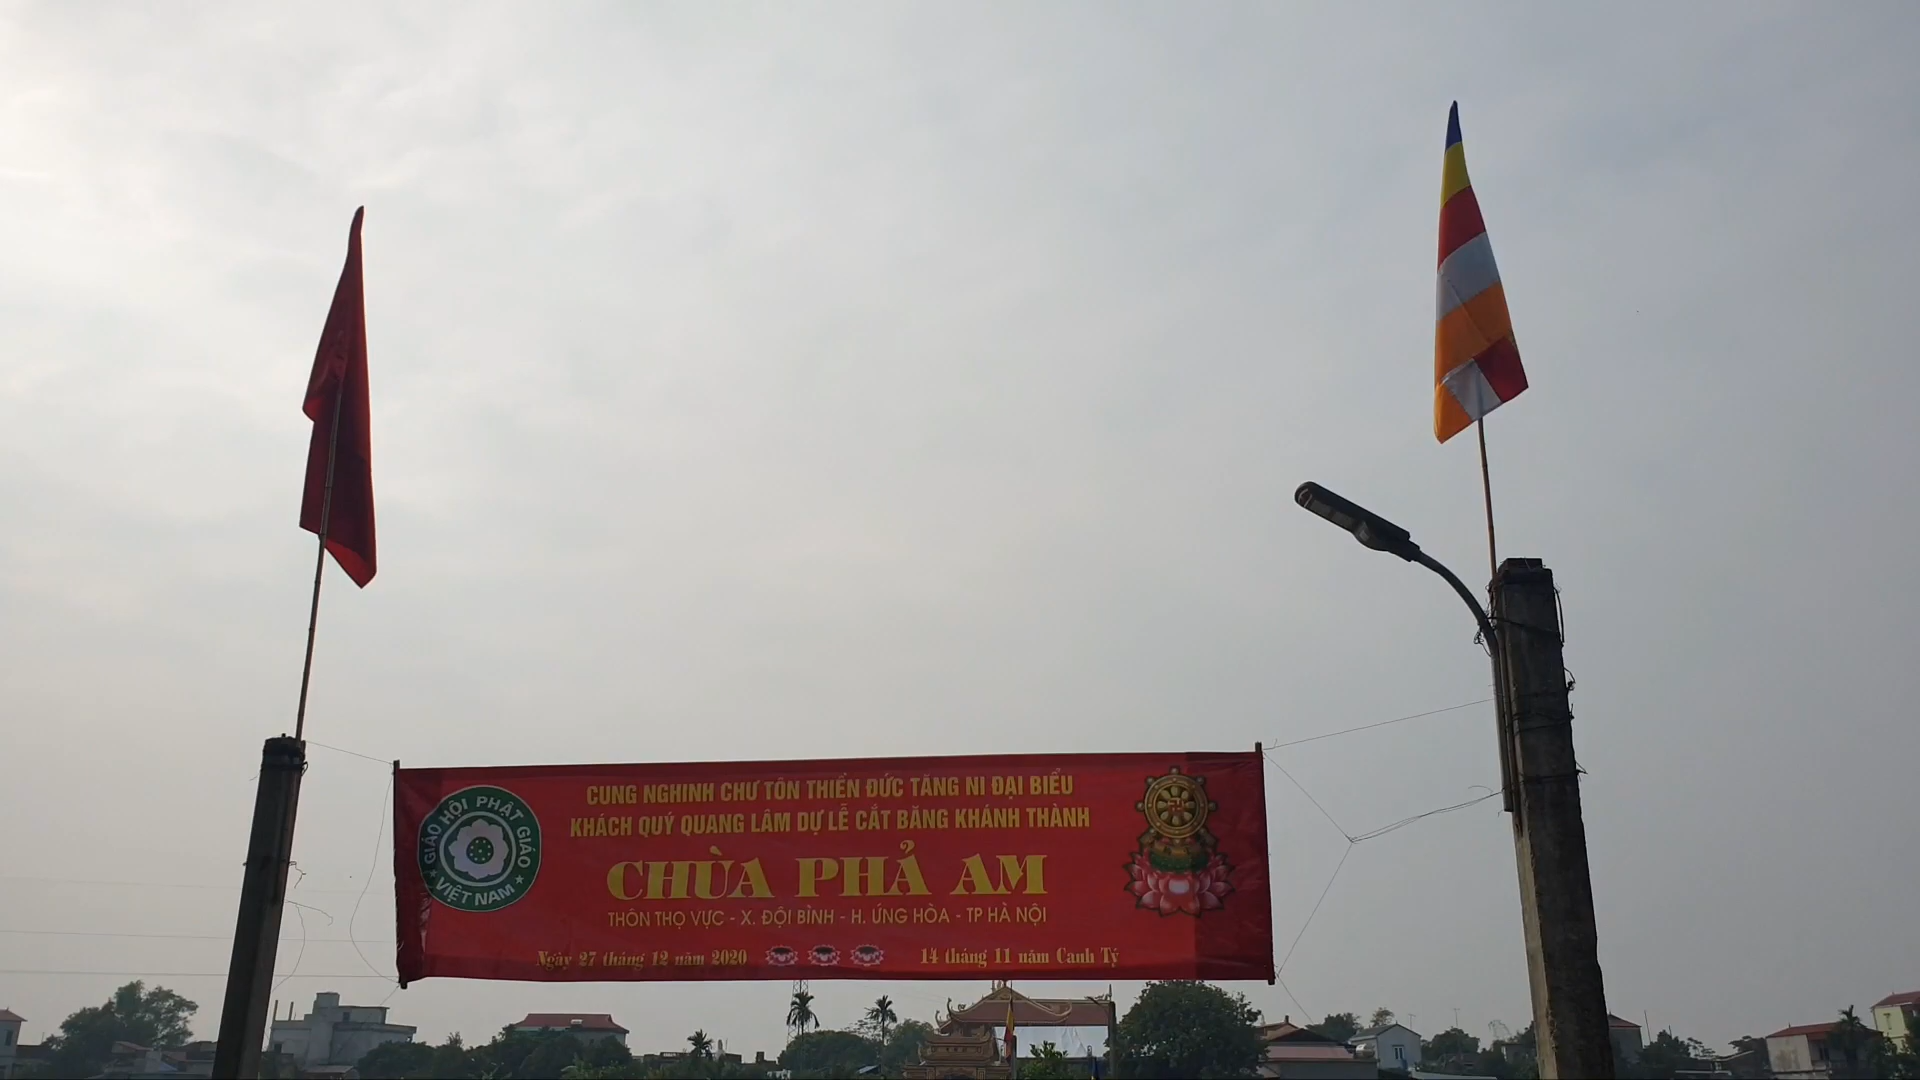 CUNG NGHINH CHƯ TÔN THIỀN ĐỨC TĂNG NI ĐẠI BIỂU
KHÁCH QUÝ QUANG LÂM DỰ LỄ CẮT BĂNG KHÁNH THÀNH
GIÁO HỘI PHẬT GIÁO
VIỆT NAM
CHÙA PHẢ AM
THÔN THỌ VỰC - X. ĐỘI BÌNH - H. ỨNG HÒA - TP HÀ NỘI
Ngày 27 tháng 12 năm 2020 14 tháng 11 năm Canh Tý